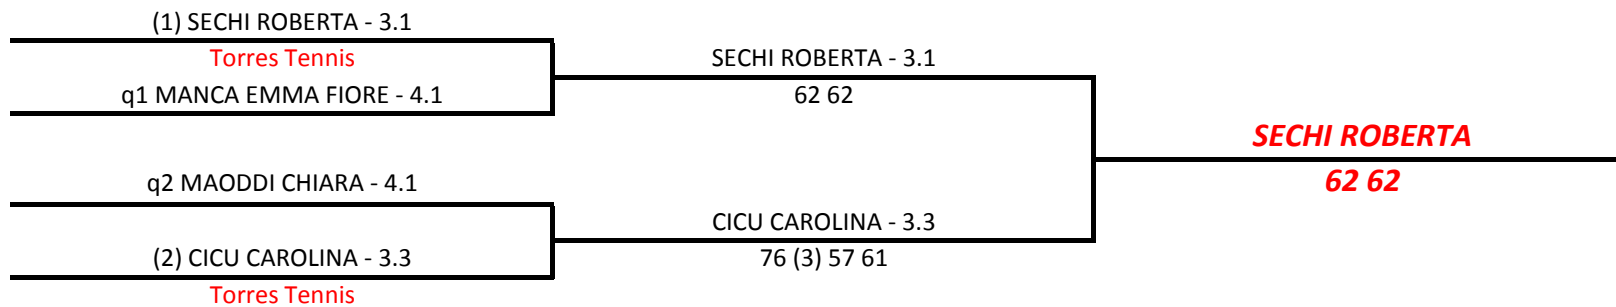 (1) SECHI ROBERTA - 3.1
Torres Tennis
q1 MANCA EMMA FIORE - 4.1
q2 MAODDI CHIARA - 4.1
(2) CICU CAROLINA - 3.3
Torres Tennis
SECHI ROBERTA - 3.1
62 62
CICU CAROLINA - 3.3
76 (3) 57 61
SECHI ROBERTA
62 62